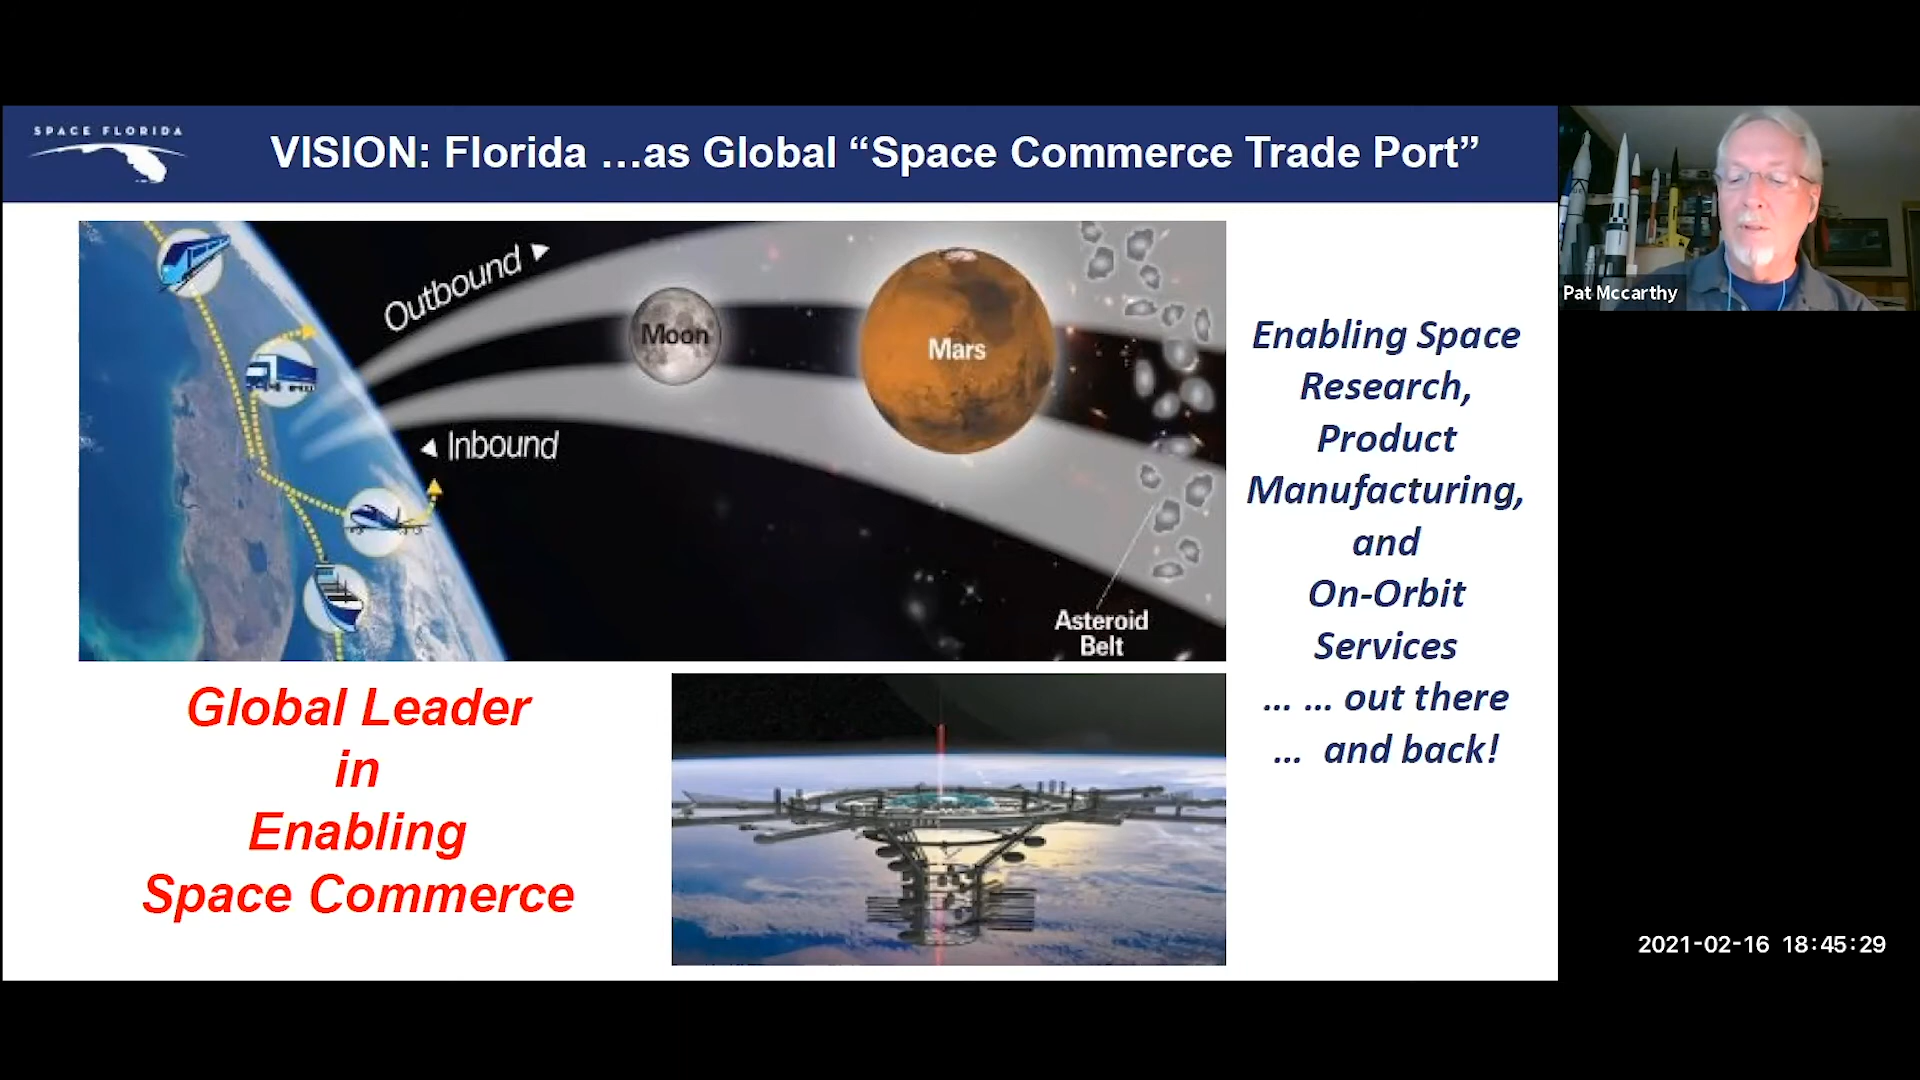 SPACE FLORIDA
VISION: Florida ...as Global “Space Commerce Trade Port”
Outbound
Moon
Mars
Inbound
Asteroid
Belt
Enabling Space
Research,
Product
Manufacturing,
and
On-Orbit
Services
... ... out there
... and back!
Global Leader
in
Enabling
Space Commerce
Pat Mccarthy
2021-02-16 18:45:29